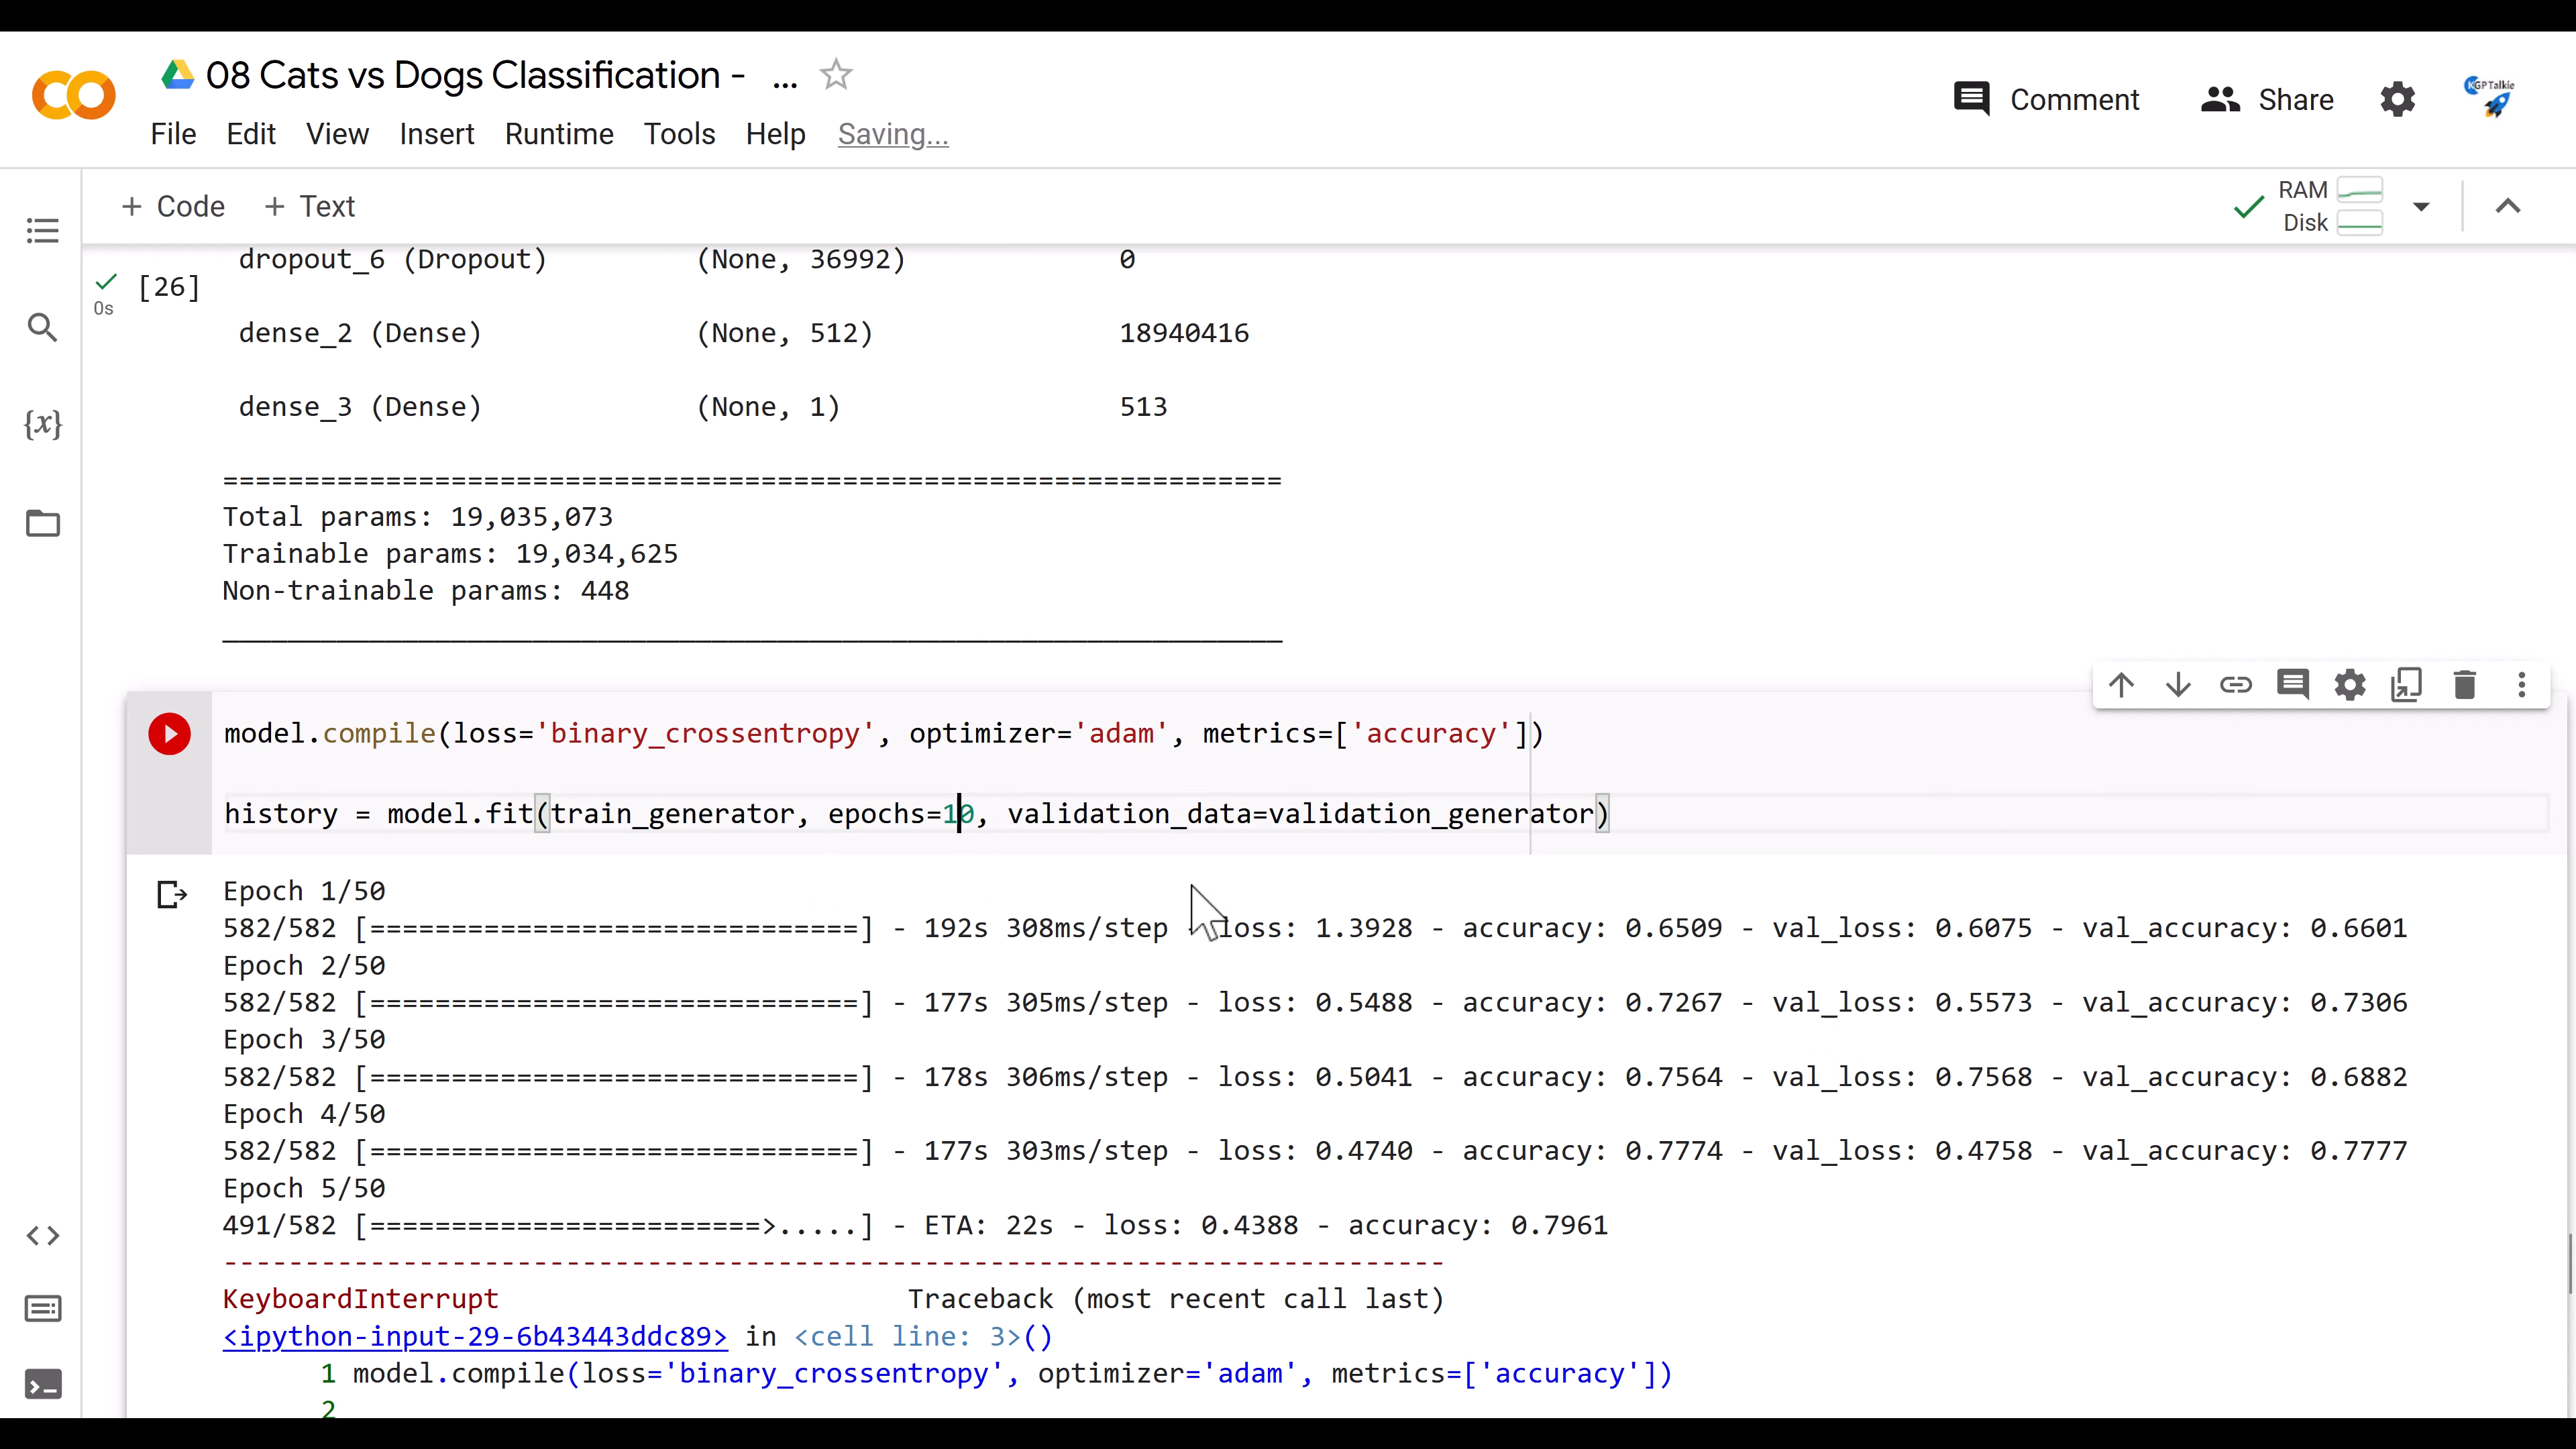 08 Cats vs Dogs Classification - ...
Comment
Share
KGPTalkie
File Edit View Insert Runtime Tools Help Saving...
+ Code + Text
RAM
Disk
dropout_6 (Dropout) (None, 36992) 0
[26]
0s
dense_2 (Dense) (None, 512) 18940416
{x}
dense_3 (Dense) (None, 1) 513
=================================================================
Total params: 19,035,073
Trainable params: 19,034,625
Non-trainable params: 448
_________________________________________________________________
model.compile(loss='binary_crossentropy', optimizer='adam', metrics=['accuracy'])
history = model.fit(train_generator, epochs=10, validation_data=validation_generator)
Epoch 1/50
582/582 [==============================] - 192s 308ms/step - loss: 1.3928 - accuracy: 0.6509 - val_loss: 0.6075 - val_accuracy: 0.6601
Epoch 2/50
582/582 [==============================] - 177s 305ms/step - loss: 0.5488 - accuracy: 0.7267 - val_loss: 0.5573 - val_accuracy: 0.7306
Epoch 3/50
582/582 [==============================] - 178s 306ms/step - loss: 0.5041 - accuracy: 0.7564 - val_loss: 0.7568 - val_accuracy: 0.6882
Epoch 4/50
582/582 [==============================] - 177s 303ms/step - loss: 0.4740 - accuracy: 0.7774 - val_loss: 0.4758 - val_accuracy: 0.7777
Epoch 5/50
491/582 [========================>.....] - ETA: 22s - loss: 0.4388 - accuracy: 0.7961
---------------------------------------------------------------------------
KeyboardInterrupt Traceback (most recent call last)
<ipython-input-29-6b43443ddc89> in <cell line: 3>()
1 model.compile(loss='binary_crossentropy', optimizer='adam', metrics=['accuracy'])
2